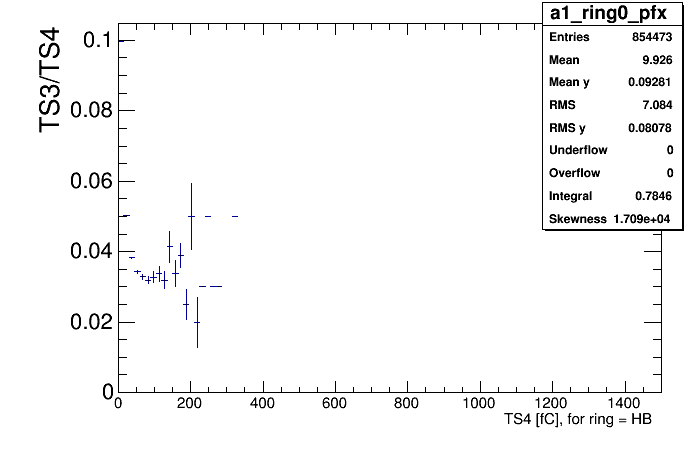 a1_ring0_pfx
Entries 854473
Mean 9.926
Mean y 0.09281
RMS 7.084
RMS y 0.08078
Underflow 0
Overflow 0
Integral 0.7846
Skewness 1.709e+04
TS3/TS4
0.1
0.08
0.06
0.04
0.02
0
0 200 400 600 800 1000 1200 1400
TS4 [fC], for ring = HB